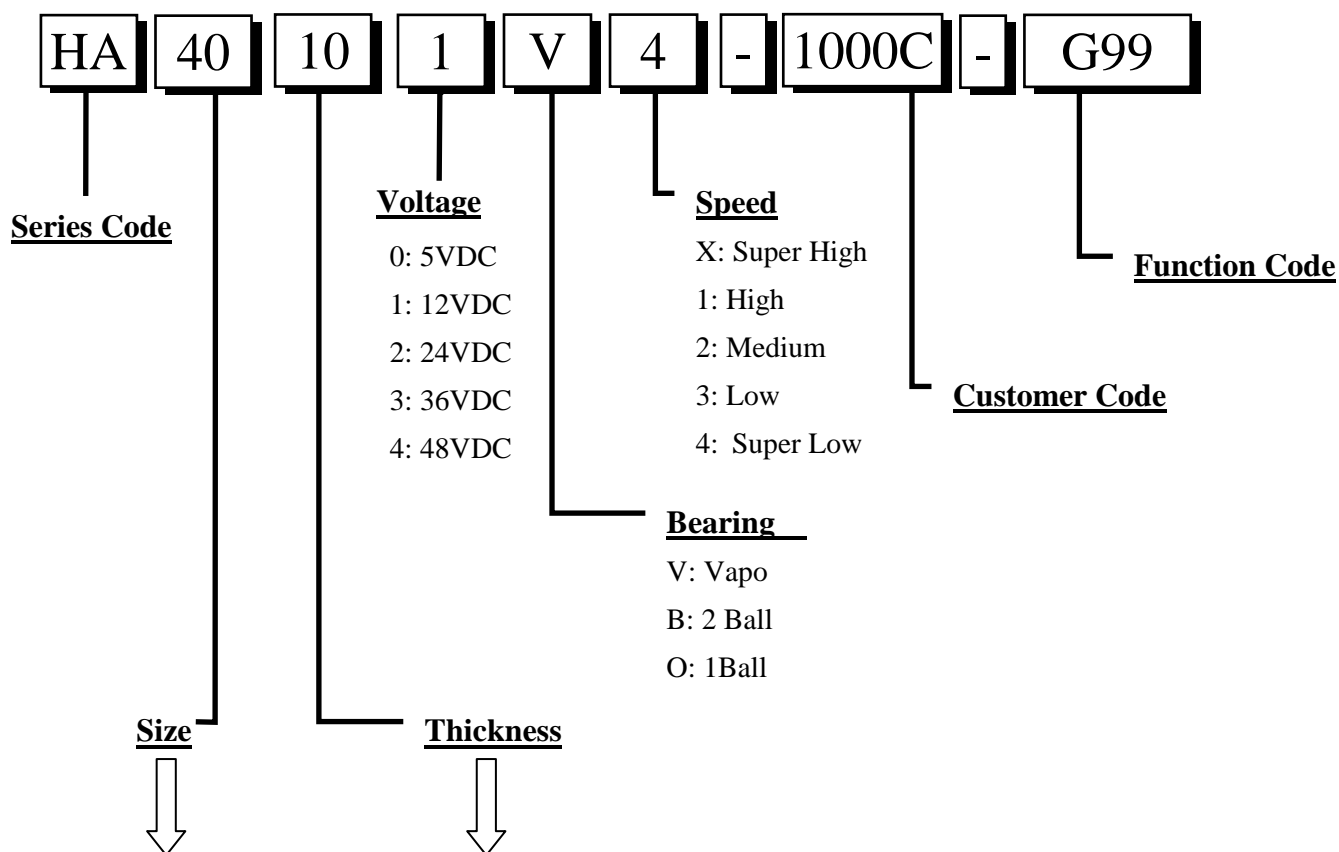 HA 40 10 1 V 4 - 1000C - G99
Series Code
Voltage
0: 5VDC
1: 12VDC
2: 24VDC
3: 36VDC
4: 48VDC
Speed
X: Super High
1: High
2: Medium
3: Low
4: Super Low
Function Code
Customer Code
Bearing
V: Vapo
B: 2 Ball
O: 1Ball
Size
Thickness